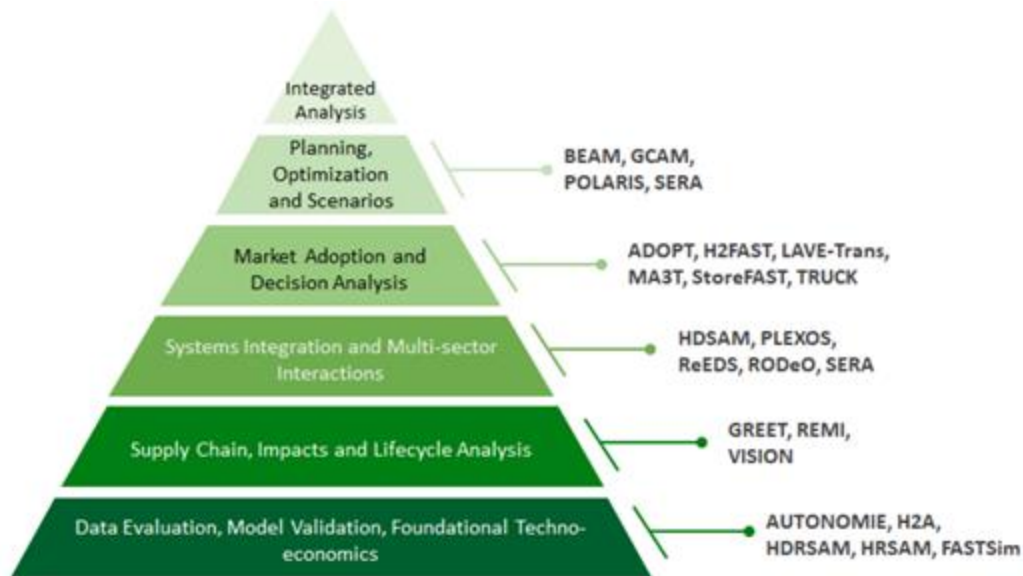 Integrated
Analysis
Planning,
Optimization
and Scenarios
BEAM, GCAM,
POLARIS, SERA
Market Adoption and
Decision Analysis
ADOPT, H2FAST, LAVE-Trans,
MA3T, StoreFAST, TRUCK
Systems Integration and Multi-sector
Interactions
HDSAM, PLEXOS,
ReEDS, RODeO, SERA
Supply Chain, Impacts and Lifecycle Analysis
GREET, REMI,
VISION
Data Evaluation, Model Validation, Foundational Techno-
economics
AUTONOMIE, H2A,
HDRSAM, HRSAM, FASTSim